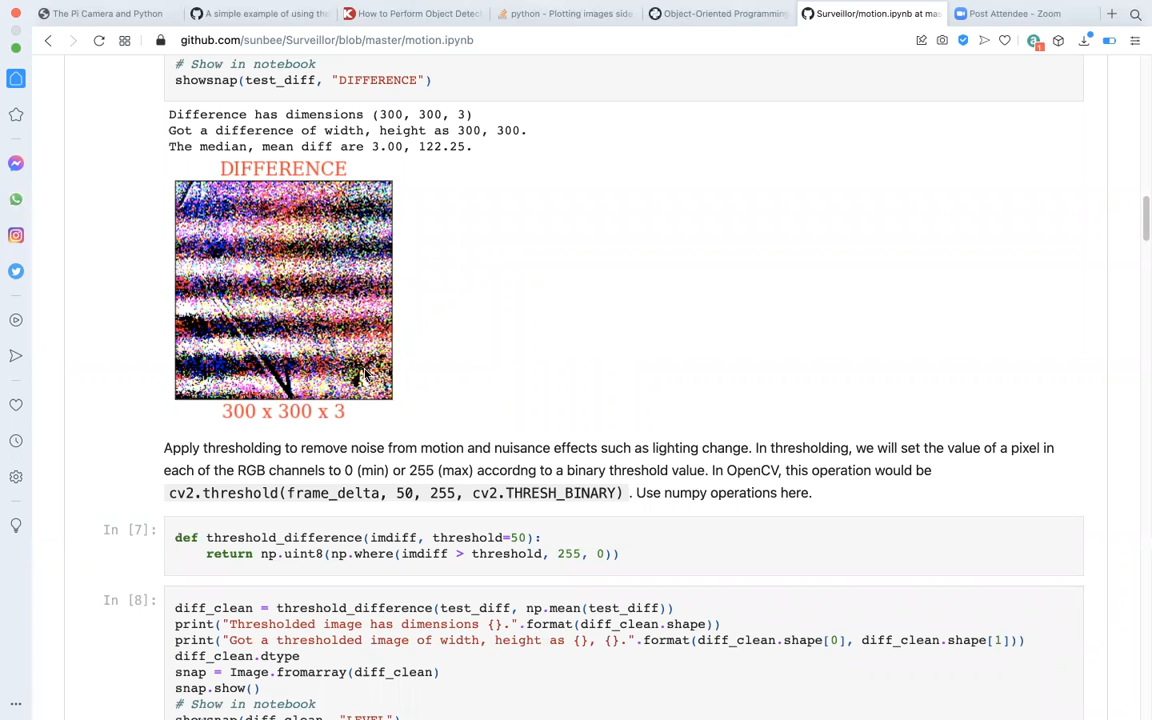 The Pi Camera and Python
A simple example of using the
How to Perform Object Detect
python - Plotting images side
Object-Oriented Programming
Surveillor/motion.ipynb at mas
Post Attendee - Zoom
github.com/sunbee/Surveillor/blob/master/motion.ipynb
# Show in notebook
showsnap(test_diff, "DIFFERENCE")
Difference has dimensions (300, 300, 3)
Got a difference of width, height as 300, 300.
The median, mean diff are 3.00, 122.25.
DIFFERENCE
300 x 300 x 3
Apply thresholding to remove noise from motion and nuisance effects such as lighting change. In thresholding, we will set the value of a pixel in
each of the RGB channels to 0 (min) or 255 (max) accordng to a binary threshold value. In OpenCV, this operation would be
cv2.threshold(frame_delta, 50, 255, cv2.THRESH_BINARY) . Use numpy operations here.
In [7]:
def threshold_difference(imdiff, threshold=50):
return np.uint8(np.where(imdiff > threshold, 255, 0))
In [8]:
diff_clean = threshold_difference(test_diff, np.mean(test_diff))
print("Thresholded image has dimensions {}.".format(diff_clean.shape))
print("Got a thresholded image of width, height as {}, {}.".format(diff_clean.shape[0], diff_clean.shape[1]))
diff_clean.dtype
snap = Image.fromarray(diff_clean)
snap.show()
# Show in notebook
showsnap(diff_clean, "LEVEL")